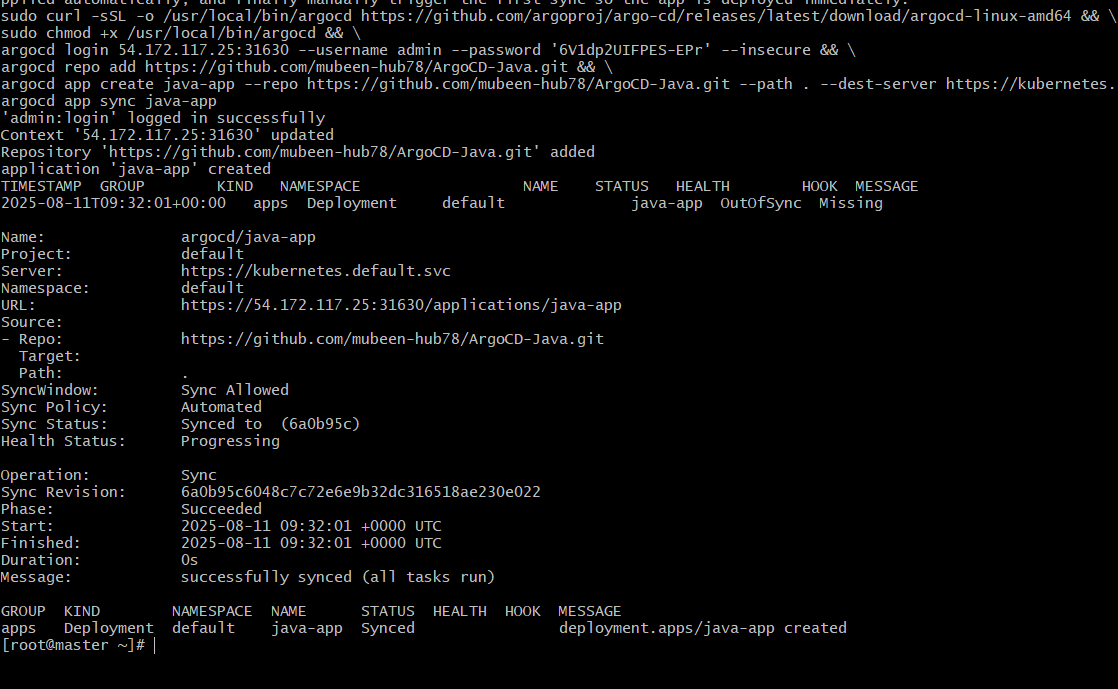 pplied automatically, and finally manually trigger the first sync so the app is deployed immediately.
sudo curl -sSL -o /usr/local/bin/argocd https://github.com/argoproj/argo-cd/releases/latest/download/argocd-linux-amd64 && \
sudo chmod +x /usr/local/bin/argocd && \
argocd login 54.172.117.25:31630 --username admin --password '6V1dp2UIFPES-EPr' --insecure && \
argocd repo add https://github.com/mubeen-hub78/ArgoCD-Java.git && \
argocd app create java-app --repo https://github.com/mubeen-hub78/ArgoCD-Java.git --path . --dest-server https://kubernetes.
argocd app sync java-app
'admin:login' logged in successfully
Context '54.172.117.25:31630' updated
Repository 'https://github.com/mubeen-hub78/ArgoCD-Java.git' added
application 'java-app' created
TIMESTAMP  GROUP        KIND   NAMESPACE                  NAME    STATUS   HEALTH        HOOK  MESSAGE
2025-08-11T09:32:01+00:00   apps  Deployment     default              java-app  OutOfSync  Missing
Name:               argocd/java-app
Project:            default
Server:             https://kubernetes.default.svc
Namespace:          default
URL:                https://54.172.117.25:31630/applications/java-app
Source:
- Repo:             https://github.com/mubeen-hub78/ArgoCD-Java.git
  Target:
  Path:             .
SyncWindow:         Sync Allowed
Sync Policy:        Automated
Sync Status:        Synced to  (6a0b95c)
Health Status:      Progressing
Operation:          Sync
Sync Revision:      6a0b95c6048c7c72e6e9b32dc316518ae230e022
Phase:              Succeeded
Start:              2025-08-11 09:32:01 +0000 UTC
Finished:           2025-08-11 09:32:01 +0000 UTC
Duration:           0s
Message:            successfully synced (all tasks run)
GROUP  KIND        NAMESPACE  NAME      STATUS  HEALTH  HOOK  MESSAGE
apps   Deployment  default    java-app  Synced                deployment.apps/java-app created
[root@master ~]#